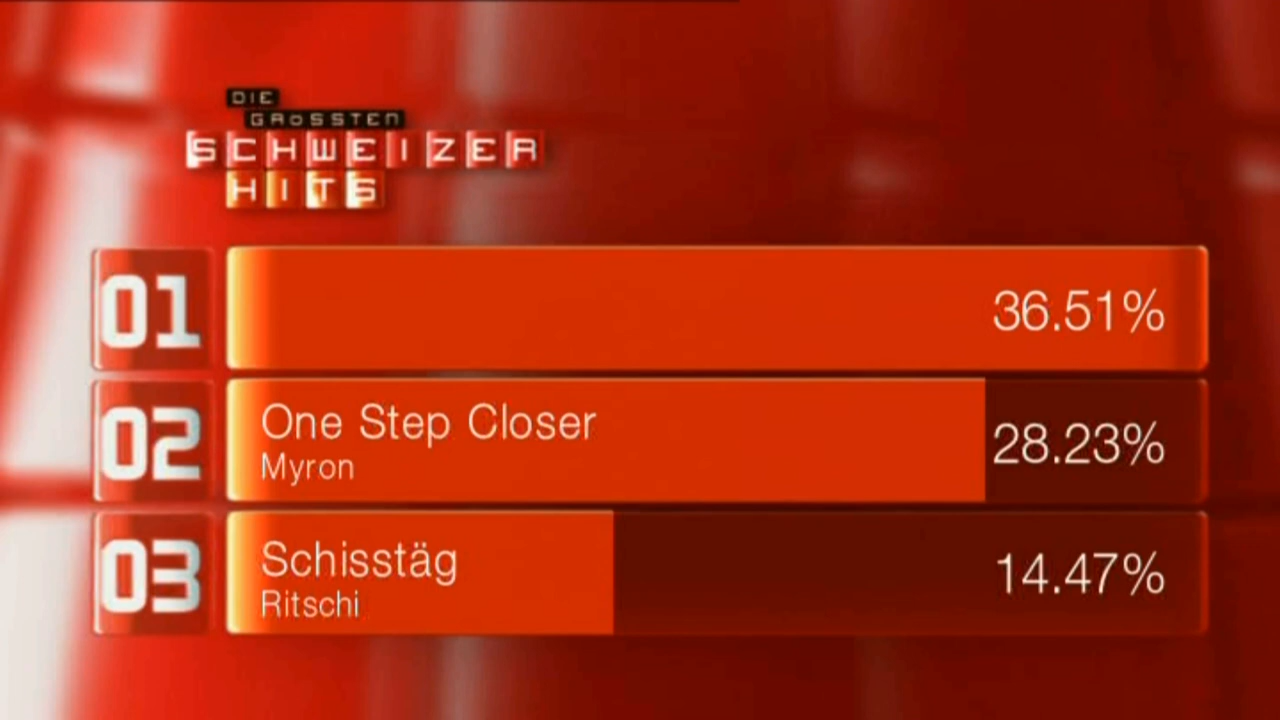 DIE
GRöSSTEN
SCHWEIZER
HITS
01
36.51%
02
One Step Closer
Myron
28.23%
03
Schisstäg
Ritschi
14.47%